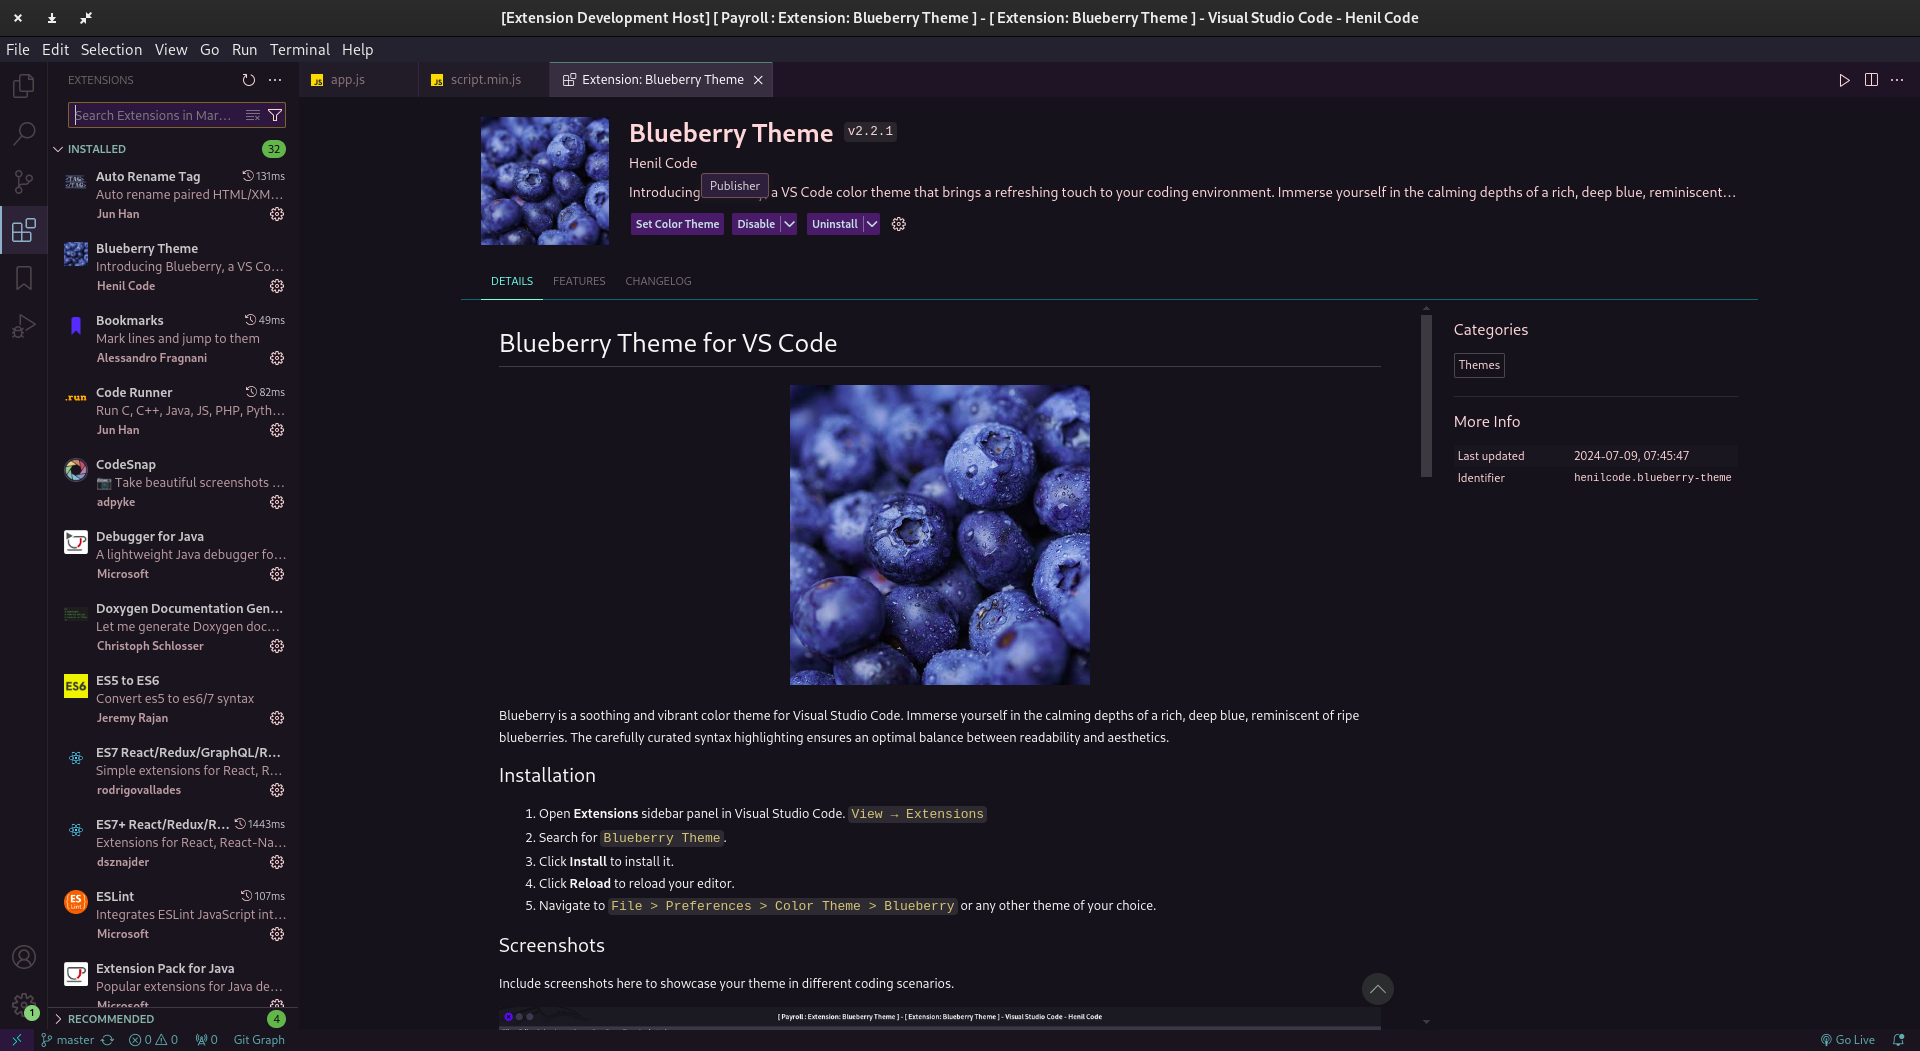 [Extension Development Host] [ Payroll : Extension: Blueberry Theme ] - [ Extension: Blueberry Theme ] - Visual Studio Code - Henil Code
File Edit Selection View Go Run Terminal Help
EXTENSIONS
Search Extensions in Mar...
INSTALLED 32
Auto Rename Tag 131ms
Auto rename paired HTML/XM...
Jun Han
Blueberry Theme
Introducing Blueberry, a VS Co...
Henil Code
Bookmarks 49ms
Mark lines and jump to them
Alessandro Fragnani
.run
Code Runner 82ms
Run C, C++, Java, JS, PHP, Pyth...
Jun Han
CodeSnap
📷 Take beautiful screenshots ...
adpyke
Debugger for Java
A lightweight Java debugger fo...
Microsoft
Doxygen Documentation Gen...
Let me generate Doxygen doc...
Christoph Schlosser
ES6
ES5 to ES6
Convert es5 to es6/7 syntax
Jeremy Rajan
ES7 React/Redux/GraphQL/R...
Simple extensions for React, R...
rodrigovallades
ES7+ React/Redux/R... 1443ms
Extensions for React, React-Na...
dsznajder
ES
Lint
ESLint 107ms
Integrates ESLint JavaScript int...
Microsoft
Extension Pack for Java
Popular extensions for Java de...
Microsoft
RECOMMENDED 4
1
JS app.js
JS script.min.js
Extension: Blueberry Theme
Blueberry Theme v2.2.1
Henil Code
Publisher
Introducing a VS Code color theme that brings a refreshing touch to your coding environment. Immerse yourself in the calming depths of a rich, deep blue, reminiscent...
Set Color Theme Disable Uninstall
DETAILS FEATURES CHANGELOG
Blueberry Theme for VS Code
Blueberry is a soothing and vibrant color theme for Visual Studio Code. Immerse yourself in the calming depths of a rich, deep blue, reminiscent of ripe
blueberries. The carefully curated syntax highlighting ensures an optimal balance between readability and aesthetics.
Installation
1. Open Extensions sidebar panel in Visual Studio Code. View → Extensions
2. Search for Blueberry Theme.
3. Click Install to install it.
4. Click Reload to reload your editor.
5. Navigate to File > Preferences > Color Theme > Blueberry or any other theme of your choice.
Screenshots
Include screenshots here to showcase your theme in different coding scenarios.
[ Payroll : Extension: Blueberry Theme ] - [ Extension: Blueberry Theme ] - Visual Studio Code - Henil Code
Categories
Themes
More Info
Last updated 2024-07-09, 07:45:47
Identifier henilcode.blueberry-theme
master 0 0 0 Git Graph
Go Live